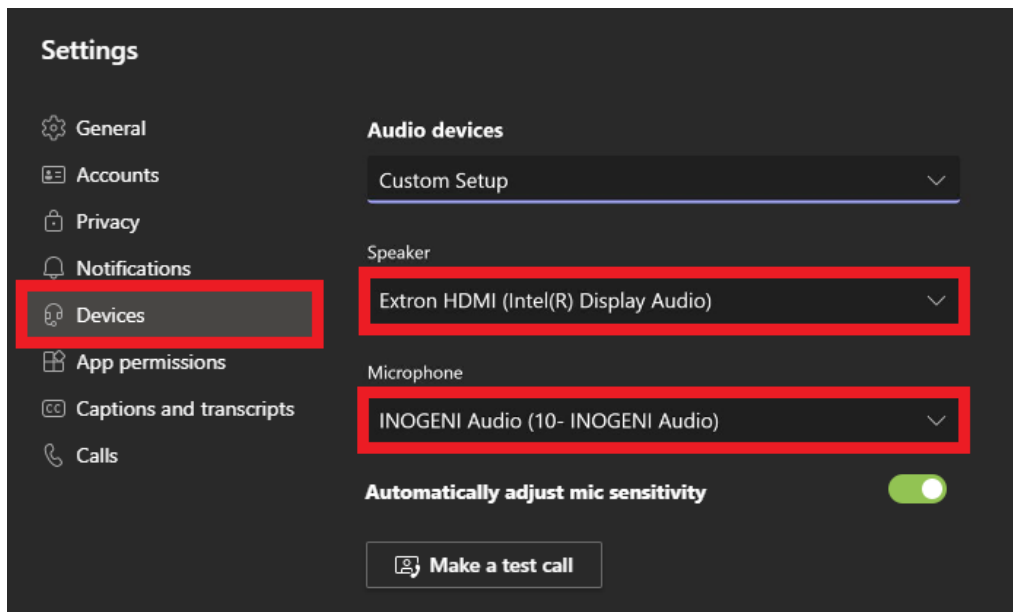 Settings
General
Accounts
Privacy
Notifications
Devices
App permissions
CC Captions and transcripts
Calls
Audio devices
Custom Setup
Speaker
Extron HDMI (Intel(R) Display Audio)
Microphone
INOGENI Audio (10- INOGENI Audio)
Automatically adjust mic sensitivity
Make a test call